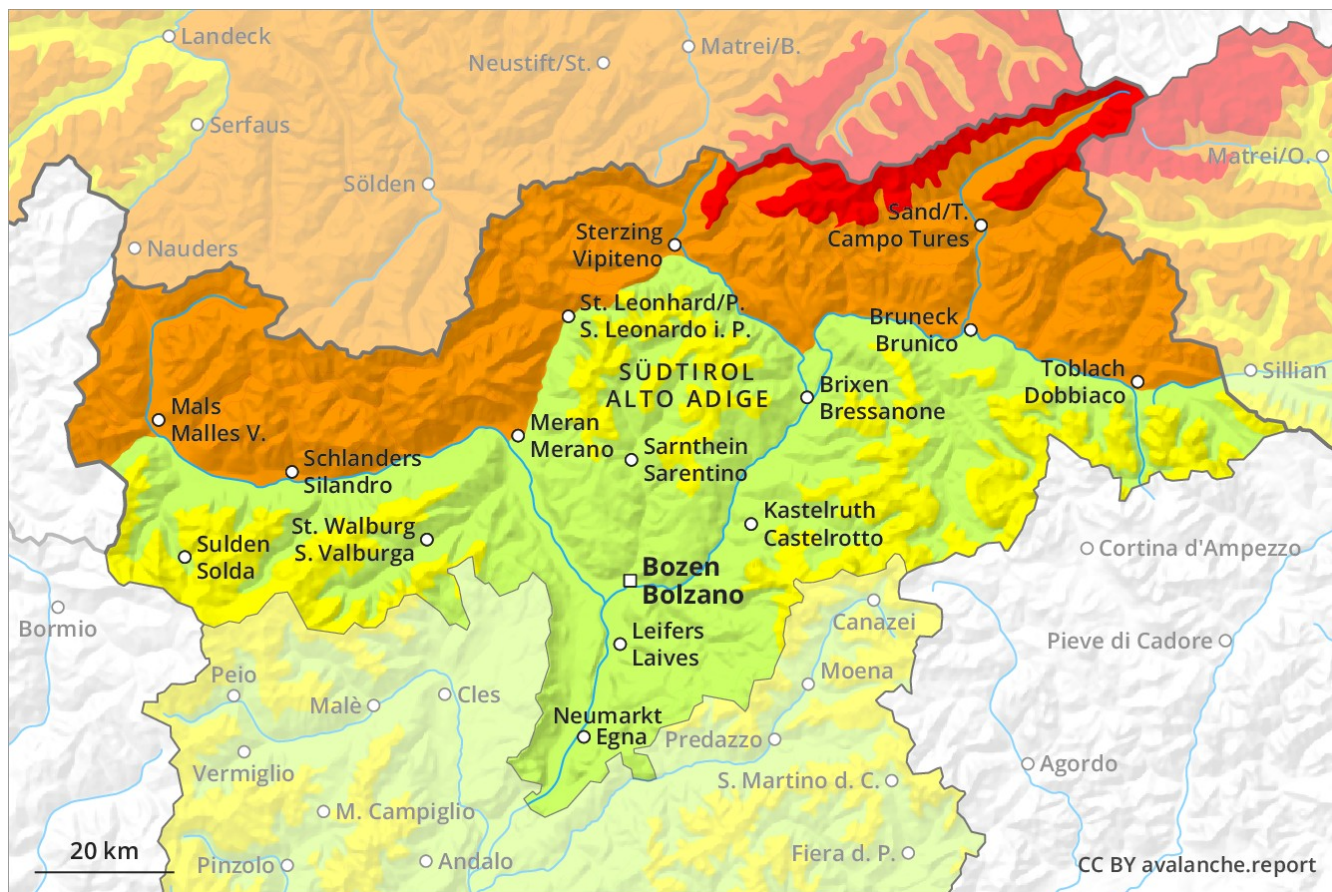 Landeck
Matrei/B.
Neustift/St.
Serfaus
Matrei/O.
Sölden
Sand/T.
Campo Tures
Sterzing
Vipiteno
Nauders
St. Leonhard/P.
S. Leonardo i. P.
Bruneck
Brunico
SÜDTIROL
ALTO ADIGE
Toblach
Dobbiaco
Sillian
Brixen
Bressanone
Mals
Malles V.
Meran
Merano
Sarnthein
Sarentino
Schlanders
Silandro
Kastelruth
Castelrotto
St. Walburg
S. Valburga
Sulden
Solda
Cortina d'Ampezzo
Bozen
Bolzano
Bormio
Canazei
Leifers
Laives
Pieve di Cadore
Peio
Moena
Malè
Cles
Neumarkt
Egna
Predazzo
Vermiglio
Agordo
S. Martino d. C.
M. Campiglio
20 km
Pinzolo
Andalo
Fiera d. P.
CC BY avalanche.report